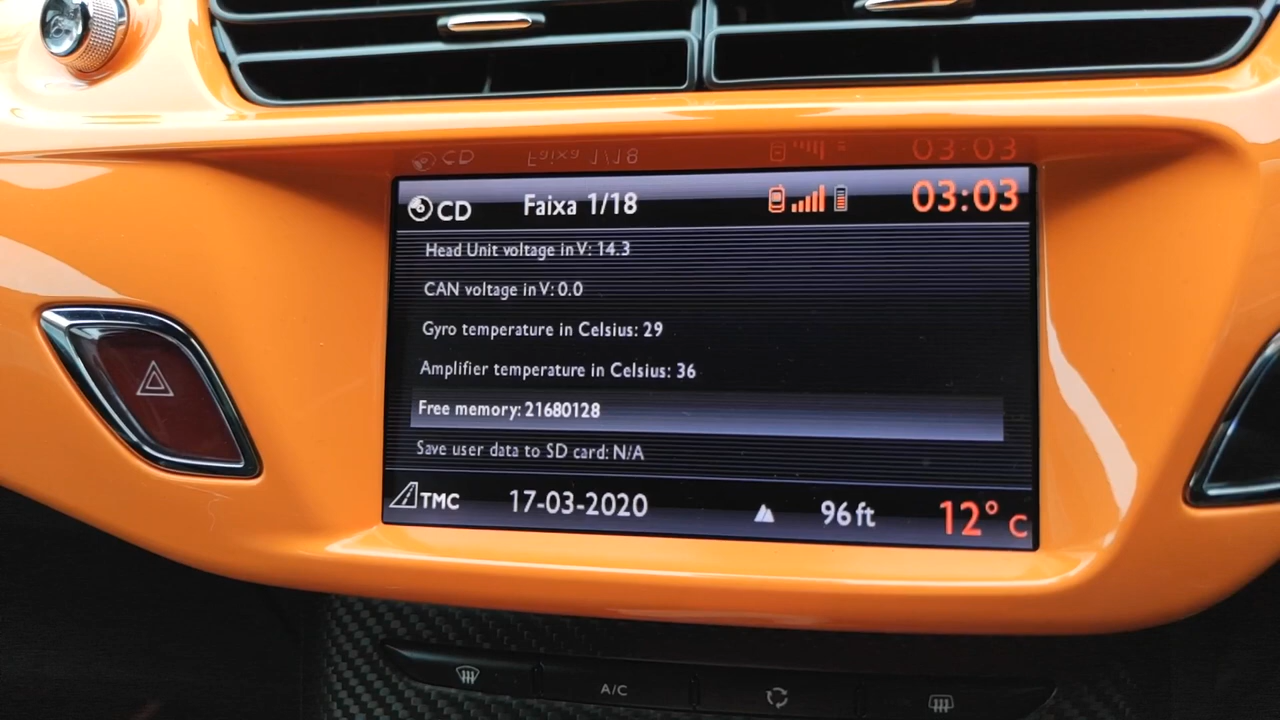 CD Faixa 1/18 03:03
Head Unit voltage in V: 14.3
CAN voltage in V: 0.0
Gyro temperature in Celsius: 29
Amplifier temperature in Celsius: 36
Free memory: 21680128
Save user data to SD card: N/A
TMC 17-03-2020 96 ft 12° C
A/C